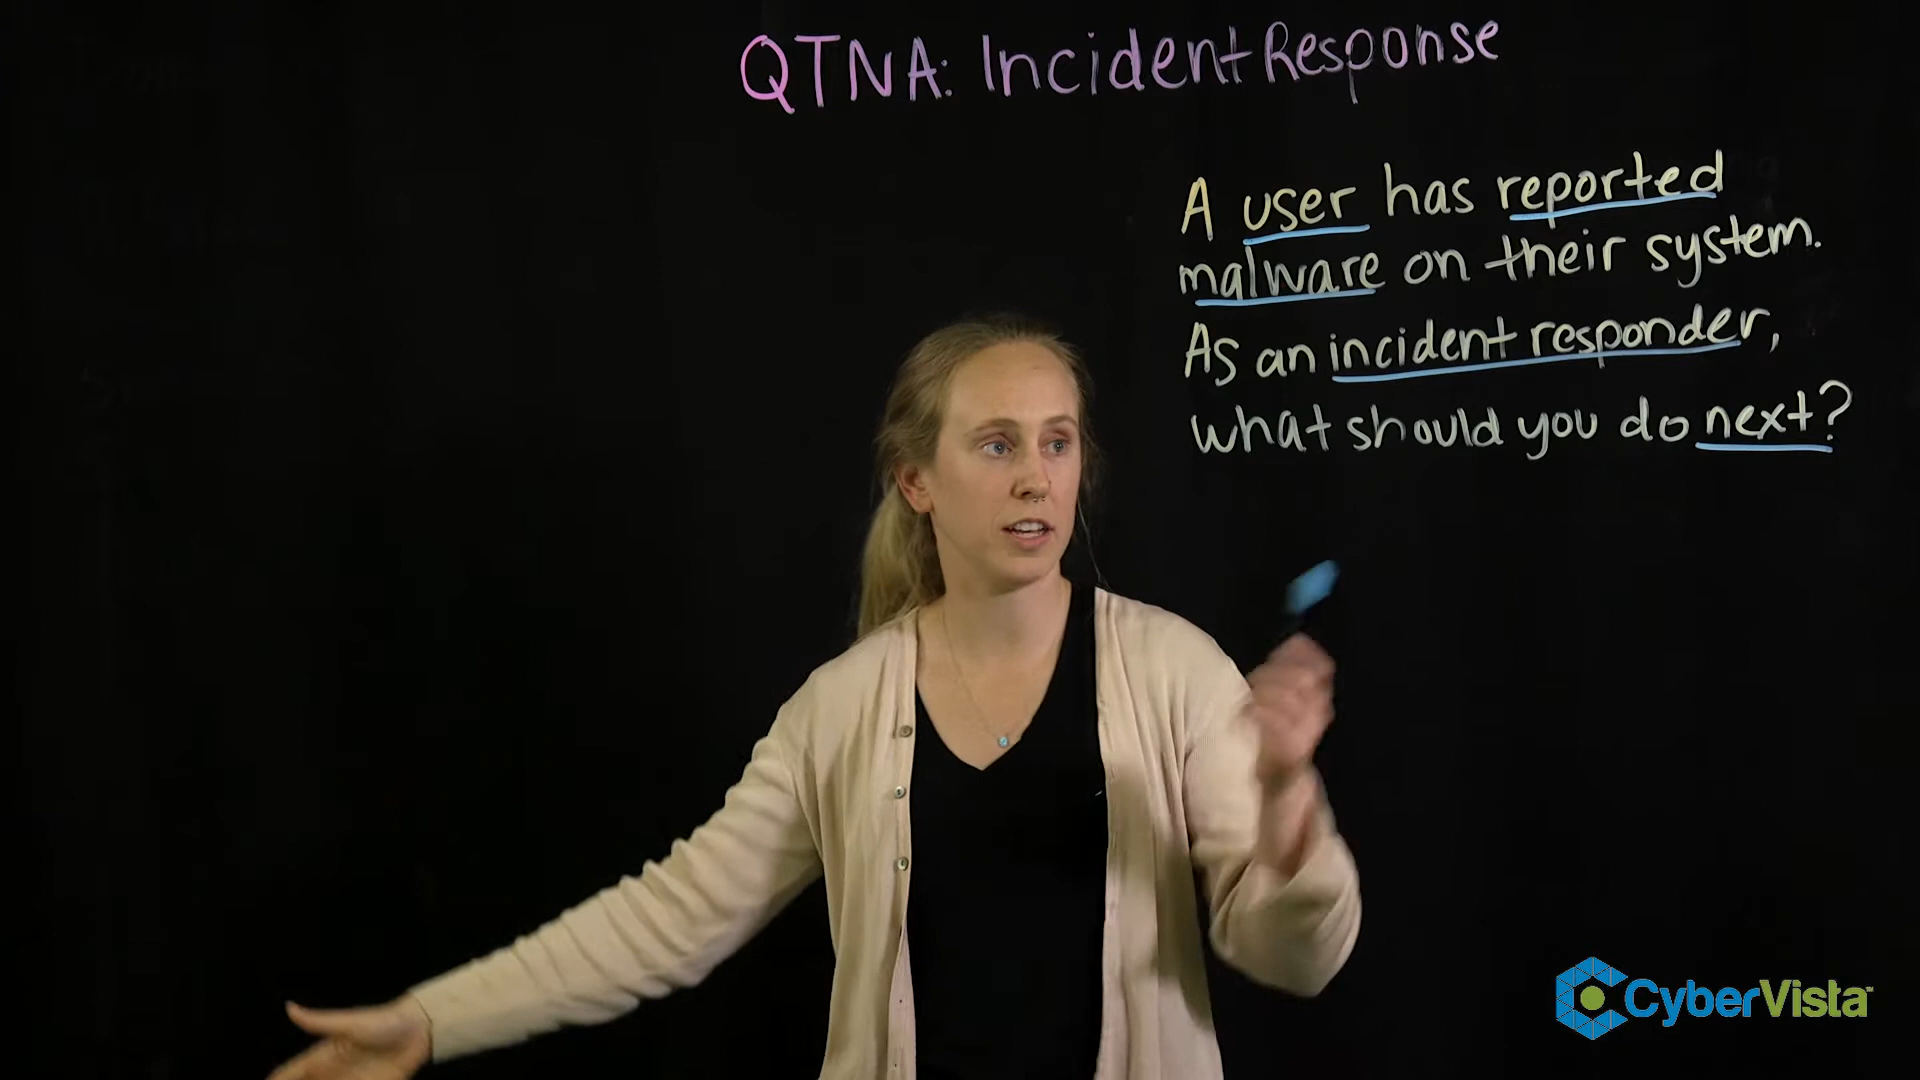 QTNA: Incident Response
A user has reported
malware on their system.
As an incident responder,
what should you do next?
CyberVista™